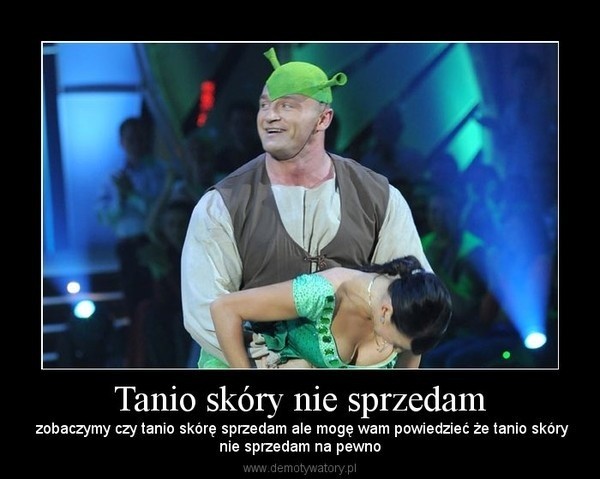 Tanio skóry nie sprzedam
zobaczymy czy tanio skórę sprzedam ale mogę wam powiedzieć że tanio skóry
nie sprzedam na pewno
www.demotywatory.pl